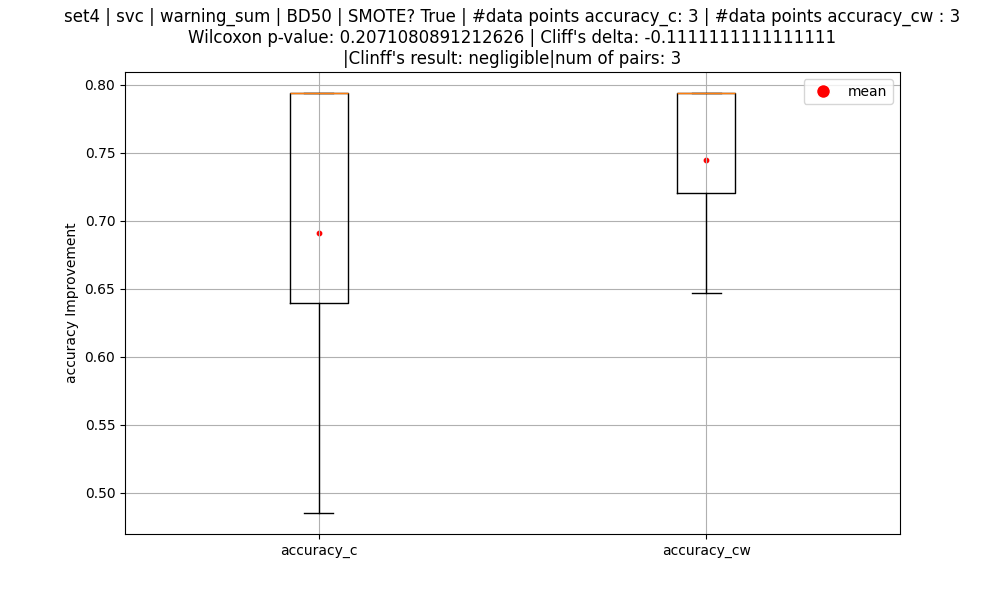 set4 | svc | warning_sum | BD50 | SMOTE? True | #data points accuracy_c: 3 | #data points accuracy_cw : 3
Wilcoxon p-value: 0.2071080891212626 | Cliff's delta: -0.1111111111111111
|Clinff's result: negligible|num of pairs: 3
mean
0.80
0.75
0.70
0.65
0.60
0.55
0.50
accuracy Improvement
accuracy_c
accuracy_cw